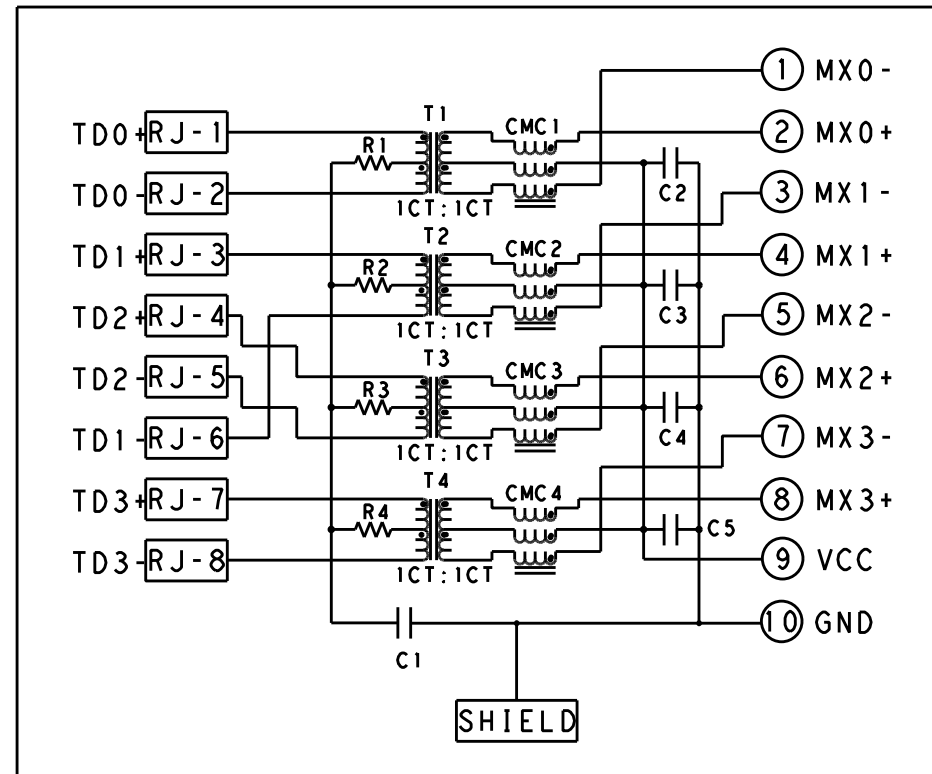 1 MX0-
T1
CMC1
TD0+ RJ-1
2 MX0+
R1
C2
TD0- RJ-2
3 MX1-
1CT:1CT
T2
CMC2
TD1+ RJ-3
4 MX1+
R2
C3
TD2+ RJ-4
5 MX2-
1CT:1CT
T3
CMC3
TD2- RJ-5
6 MX2+
R3
C4
TD1- RJ-6
7 MX3-
1CT:1CT
T4
CMC4
TD3+ RJ-7
8 MX3+
R4
C5
TD3- RJ-8
9 VCC
1CT:1CT
10 GND
C1
SHIELD